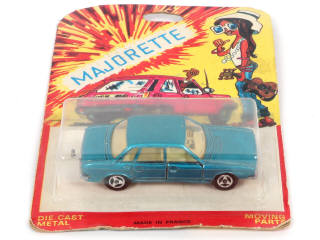 MAJORETTE
DIE CAST
METAL
MADE IN FRANCE
MOVING
PARTS